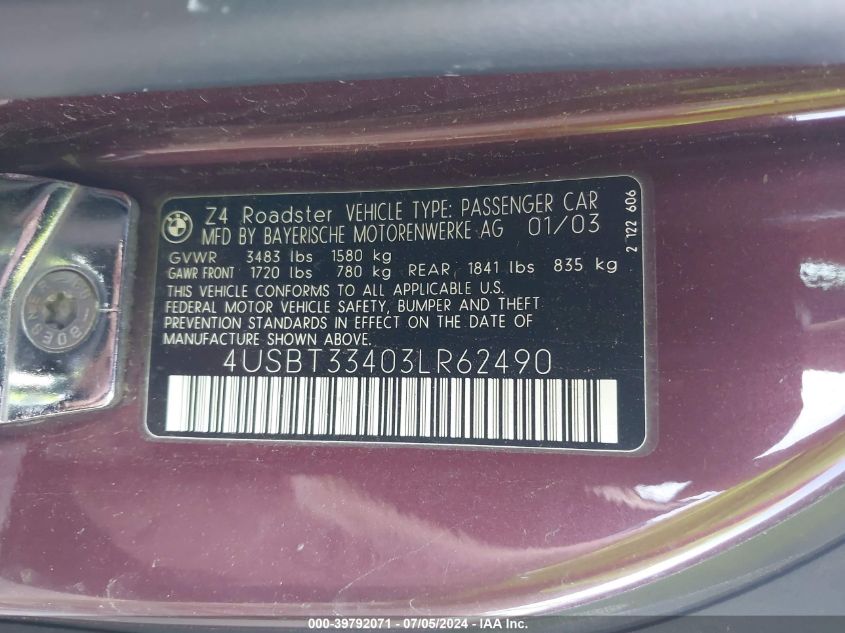 Z4 Roadster VEHICLE TYPE: PASSENGER CAR
MFD BY BAYERISCHE MOTORENWERKE AG 01/03
GVWR 3483 lbs 1580 kg
GAWR FRONT 1720 lbs 780 kg REAR 1841 lbs 835 kg
THIS VEHICLE CONFORMS TO ALL APPLICABLE U.S.
FEDERAL MOTOR VEHICLE SAFETY, BUMPER AND THEFT
PREVENTION STANDARDS IN EFFECT ON THE DATE OF
MANUFACTURE SHOWN ABOVE.
4USBT33403LR62490
2 122 606
000-39792071 - 07/05/2024 - IAA Inc.